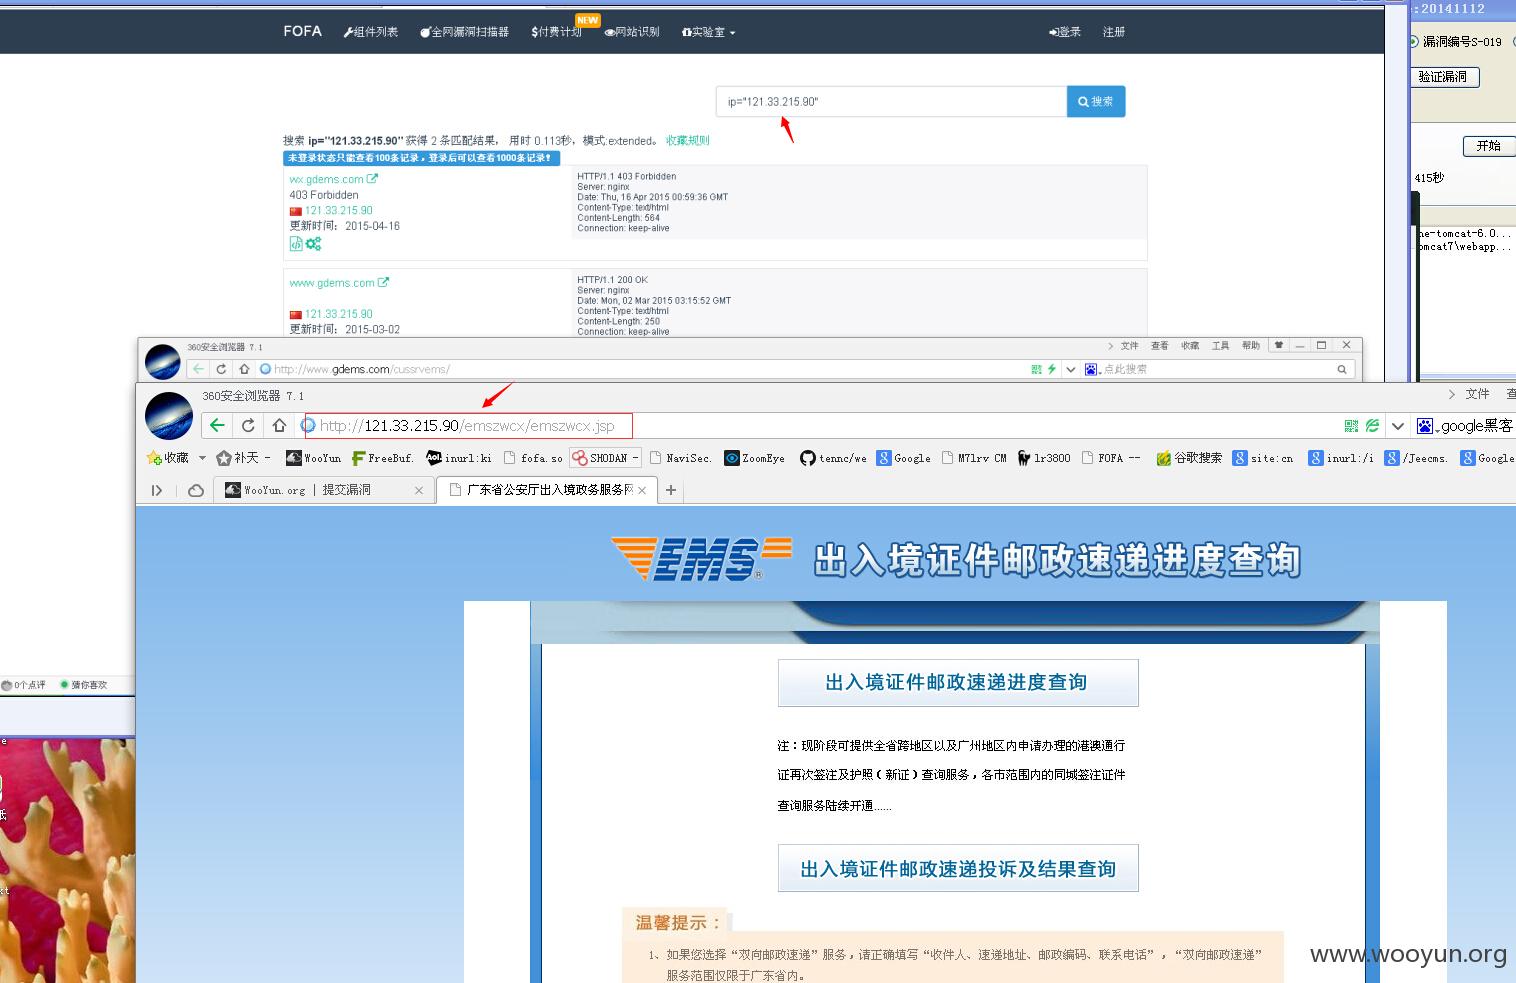 FOFA 组件列表 全网漏洞扫描器 $付费计划 NEW 网站识别 实验室 登录 注册
:20141112
漏洞编号S-019
验证漏洞
ip="121.33.215.90" 搜索
开始
搜索 ip="121.33.215.90" 获得 2 条匹配结果， 用时 0.113秒，模式:extended。 收藏规则
未登录状态只能查看100条记录，登录后可以查看1000条记录！
415秒
wx.gdems.com
403 Forbidden
121.33.215.90
更新时间：2015-04-16
HTTP/1.1 403 Forbidden
Server: nginx
Date: Thu, 16 Apr 2015 00:59:36 GMT
Content-Type: text/html
Content-Length: 564
Connection: keep-alive
he-tomcat-6.0...
omcat7\webapp...
www.gdems.com
121.33.215.90
更新时间：2015-03-02
HTTP/1.1 200 OK
Server: nginx
Date: Mon, 02 Mar 2015 03:15:52 GMT
Content-Type: text/html
Content-Length: 250
Connection: keep-alive
360安全浏览器 7.1 文件 查看 收藏 工具 帮助
http://www.gdems.com/cussrvems/ 点此搜索
360安全浏览器 7.1 文件 查
http://121.33.215.90/emszwcx/emszwcx.jsp google黑客
收藏 补天 - WooYun FreeBuf. inurl:ki fofa.so SHODAN - NaviSec. ZoomEye tennc/we Google M7lrv CM lr3800 FOFA -- 谷歌搜索 site:cn inurl:/i /Jeecms. Google
WooYun.org | 提交漏洞 广东省公安厅出入境政务服务网
EMS® 出入境证件邮政速递进度查询
出入境证件邮政速递进度查询
0个点评 猜你喜欢
注：现阶段可提供全省跨地区以及广州地区内申请办理的港澳通行
证再次签注及护照（新证）查询服务，各市范围内的同城签注证件
查询服务陆续开通......
出入境证件邮政速递投诉及结果查询
温馨提示：
1、如果您选择“双向邮政速递”服务，请正确填写“收件人、速递地址、邮政编码、联系电话”，“双向邮政速递”
服务范围仅限于广东省内。
www.wooyun.org